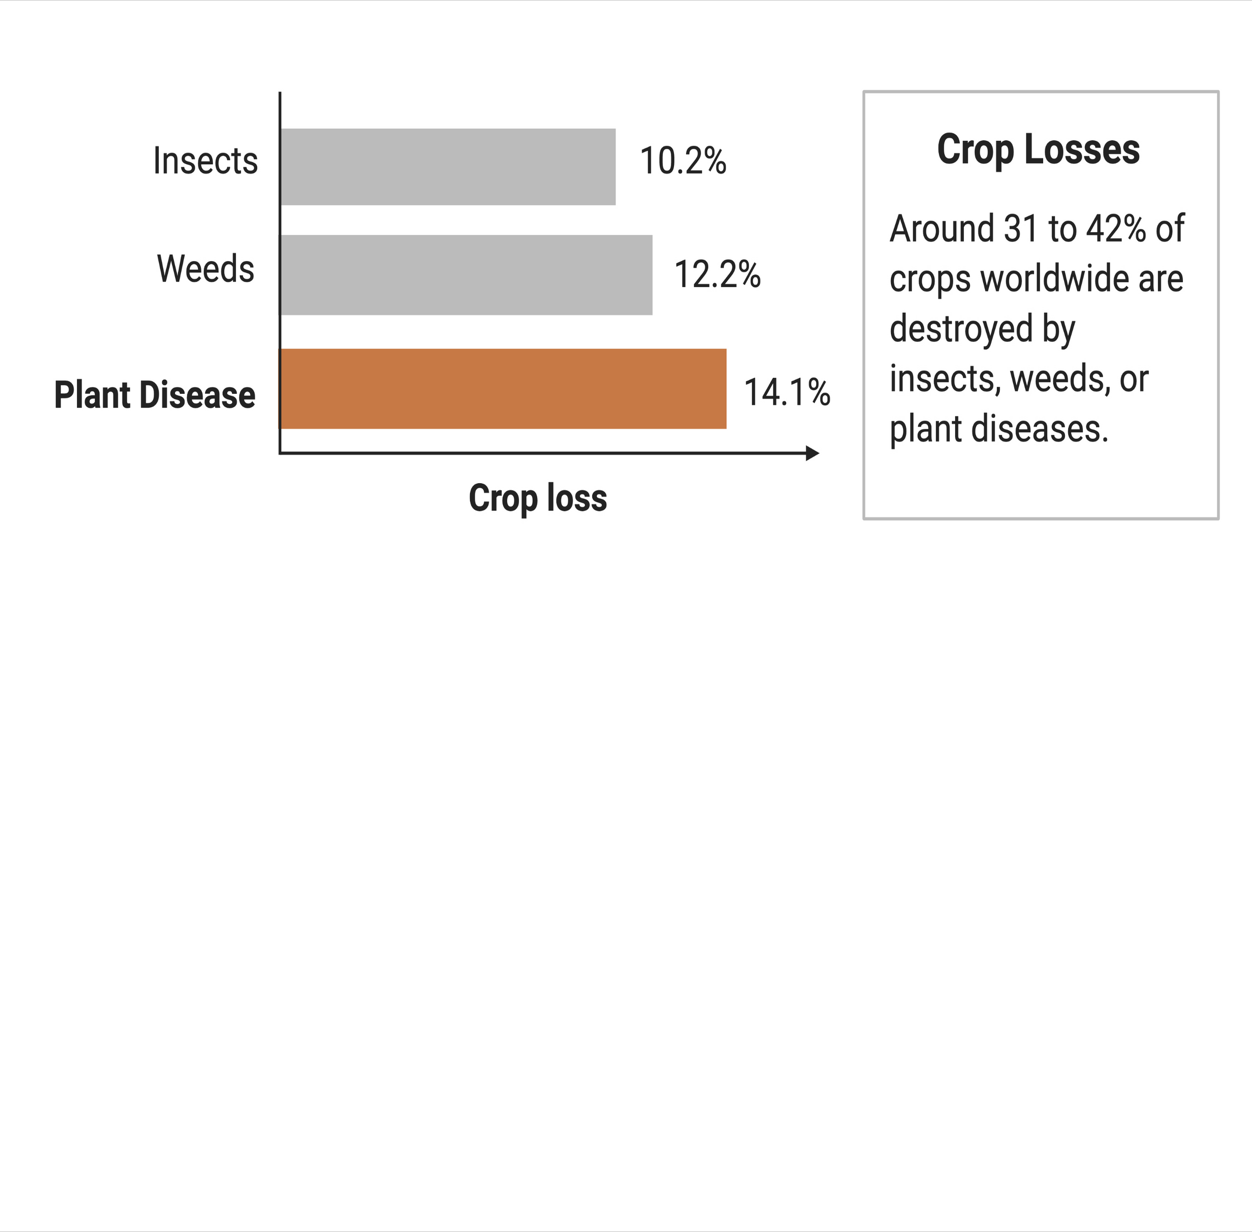 Insects
10.2%
Weeds
12.2%
Plant Disease
14.1%
Crop loss
Crop Losses
Around 31 to 42% of
crops worldwide are
destroyed by
insects, weeds, or
plant diseases.